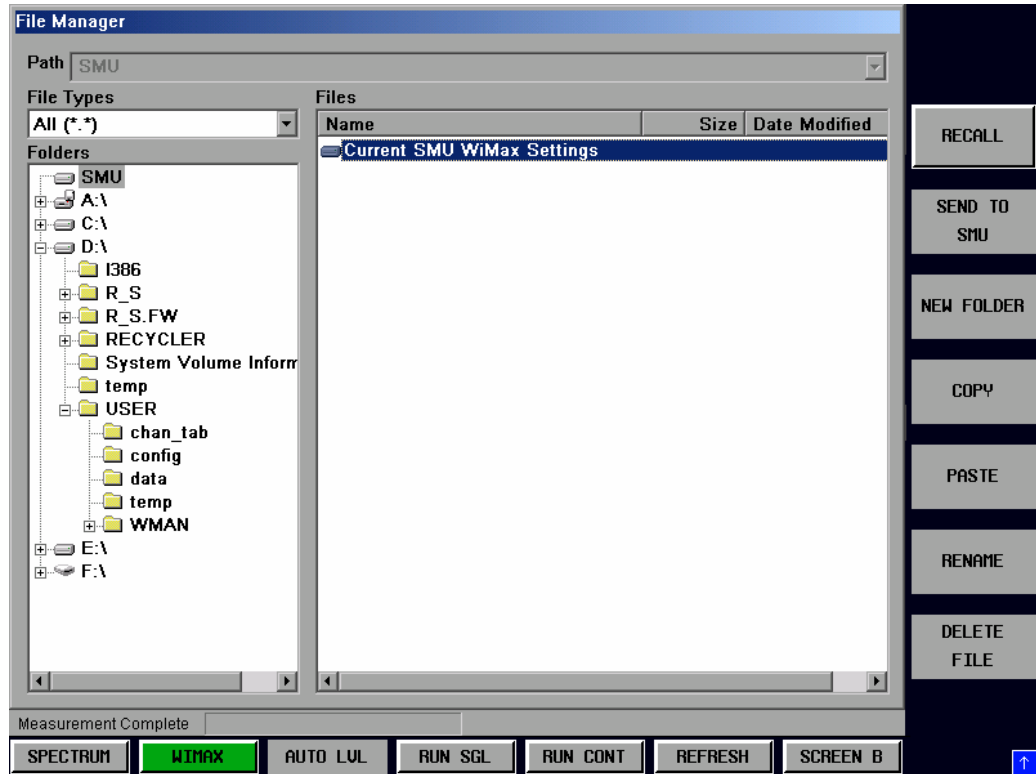 File Manager
Path SMU
File Types
All (*.*)
Folders
SMU
A:\
C:\
D:\
I386
R_S
R_S.FW
RECYCLER
System Volume Inform
temp
USER
chan_tab
config
data
temp
WMAN
E:\
F:\
Files
Name Size Date Modified
Current SMU WiMax Settings
RECALL
SEND TO
SMU
NEW FOLDER
COPY
PASTE
RENAME
DELETE
FILE
Measurement Complete
SPECTRUM WIMAX AUTO LVL RUN SGL RUN CONT REFRESH SCREEN B